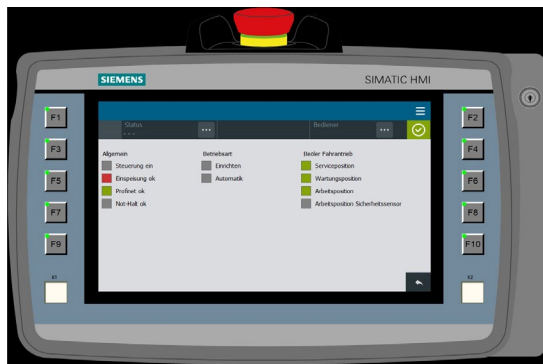 SIEMENS
SIMATIC HMI
F1
F2
F3
F4
F5
F6
F7
F8
F9
F10
K1
K2
Status
- - -
...
Bediener
...
Allgemein
Steuerung ein
Einspeisung ok
Profinet ok
Not-Halt ok
Betriebsart
Einrichten
Automatik
Bero's Fahrantrieb
Serviceposition
Wartungsposition
Arbeitsposition
Arbeitsposition Sicherheitssensor